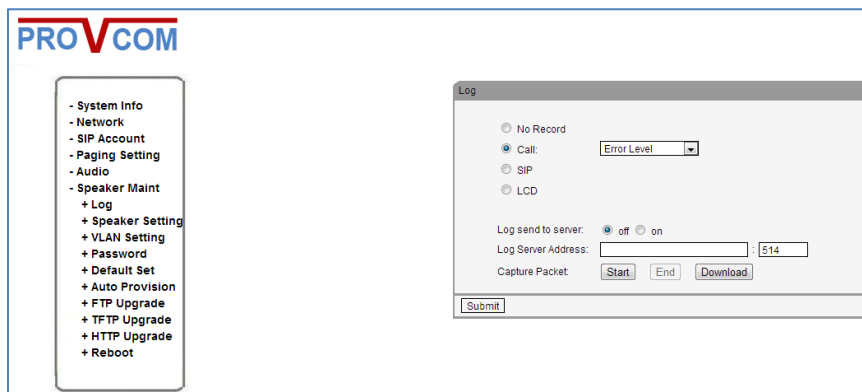 PROVCOM
- System Info
- Network
- SIP Account
- Paging Setting
- Audio
- Speaker Maint
+ Log
+ Speaker Setting
+ VLAN Setting
+ Password
+ Default Set
+ Auto Provision
+ FTP Upgrade
+ TFTP Upgrade
+ HTTP Upgrade
+ Reboot
Log
No Record
Call: Error Level
SIP
LCD
Log send to server: off on
Log Server Address: : 514
Capture Packet: Start End Download
Submit